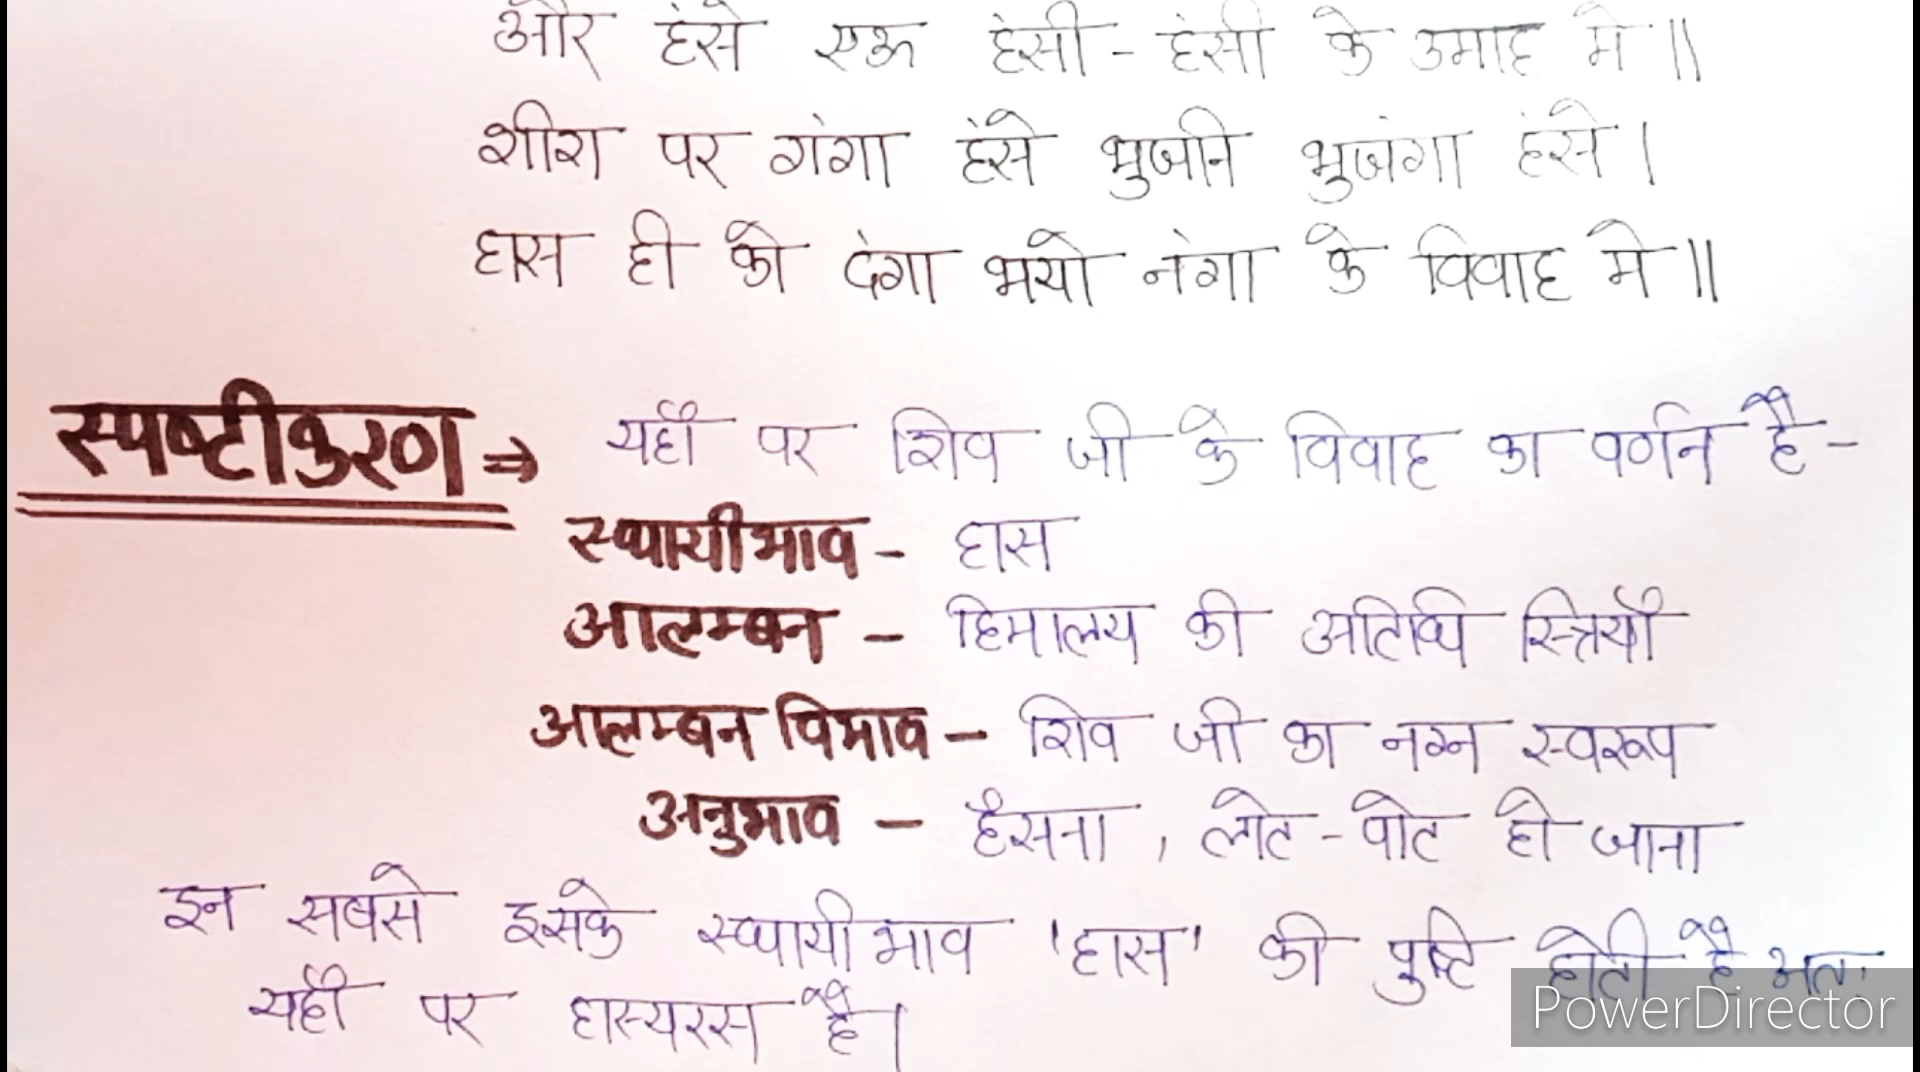 और हंसे एऊ हंसी - हंसी के उमाह मे ॥
शीश पर गंगा हंसे भुजनि भुजंगा हंसे ।
हास ही को दंगा भयो नंगा के विवाह मे ॥
स्पष्टीकरण ⇒ यहाँ पर शिव जी के विवाह का वर्णन है -
स्थायीभाव - हास
आलम्बन - हिमालय की अतिथि स्त्रियाँ
आलम्बन विभाव - शिव जी का नग्न स्वरूप
अनुभाव - हँसना , लोट - पोट हो जाना
इन सबसे इसके स्थायी भाव 'हास' की पुष्टि होती है अतः
यहाँ पर हास्यरस है।
PowerDirector